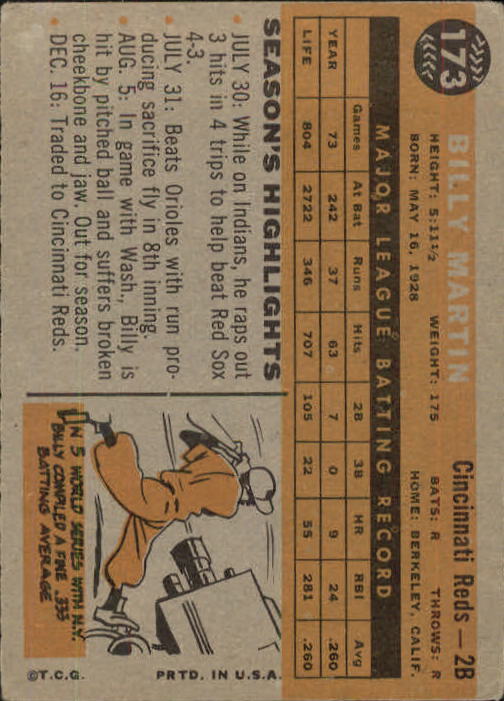 173
BILLY MARTIN
Cincinnati Reds — 2B
HEIGHT: 5:11½ WEIGHT: 175 BATS: R THROWS: R
BORN: MAY 16, 1928 HOME: BERKELEY, CALIF.
MAJOR LEAGUE BATTING RECORD
Games At Bat Runs Hits 2B 3B HR RBI Avg
YEAR 73 242 37 63 7 0 9 24 .260
LIFE 804 2722 346 707 105 22 55 281 .260
SEASON'S HIGHLIGHTS
• JULY 30: While on Indians, he raps out
3 hits in 4 trips to help beat Red Sox
4-3.
• JULY 31: Beats Orioles with run pro-
ducing sacrifice fly in 8th inning.
• AUG. 5: In game with Wash., Billy is
hit by pitched ball and suffers broken
cheekbone and jaw. Out for season.
• DEC. 16: Traded to Cincinnati Reds.
IN 5 WORLD SERIES WITH N.Y.
BILLY COMPILED A FINE .333
BATTING AVERAGE
©T.C.G. PRTD. IN U.S.A.